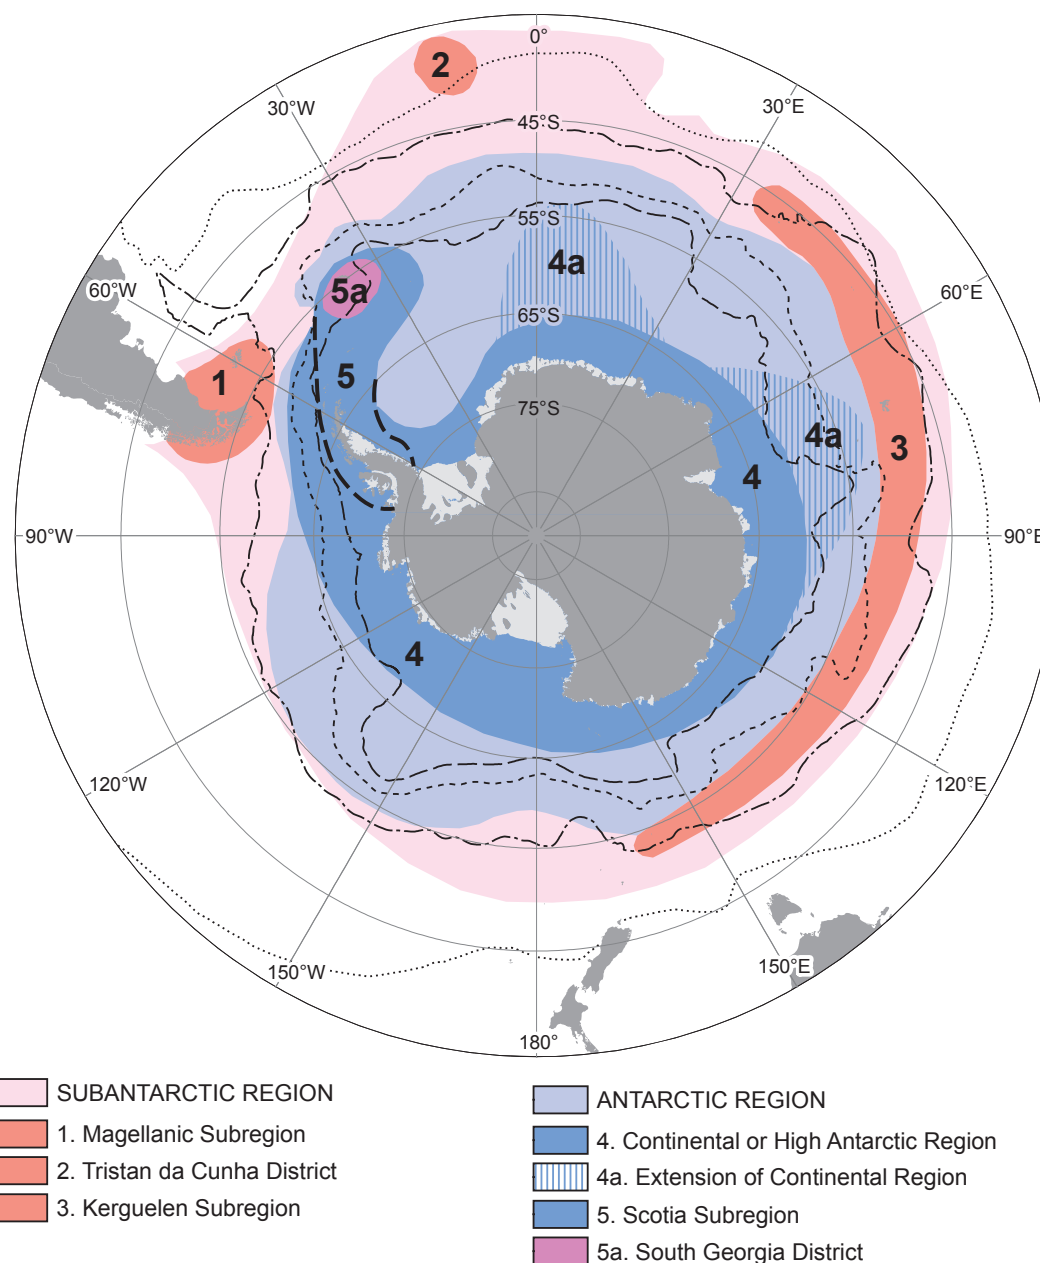 0°
2
30°W
30°E
45°S
55°S
4a
60°W
5a
60°E
65°S
1
5
75°S
4a
3
4
90°W
90°E
4
120°W
120°E
150°W
150°E
180°
SUBANTARCTIC REGION
1. Magellanic Subregion
2. Tristan da Cunha District
3. Kerguelen Subregion
ANTARCTIC REGION
4. Continental or High Antarctic Region
4a. Extension of Continental Region
5. Scotia Subregion
5a. South Georgia District